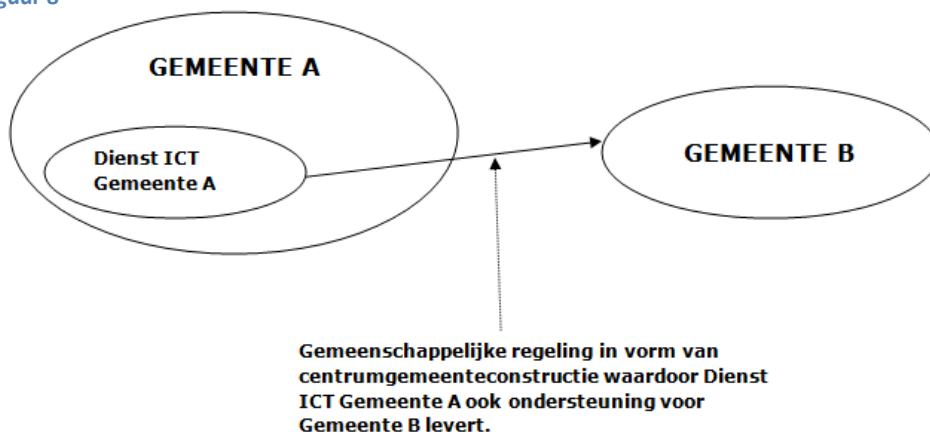 GEMEENTE A
Dienst ICT
Gemeente A
GEMEENTE B
Gemeenschappelijke regeling in vorm van
centrumgemeenteconstructie waardoor Dienst
ICT Gemeente A ook ondersteuning voor
Gemeente B levert.